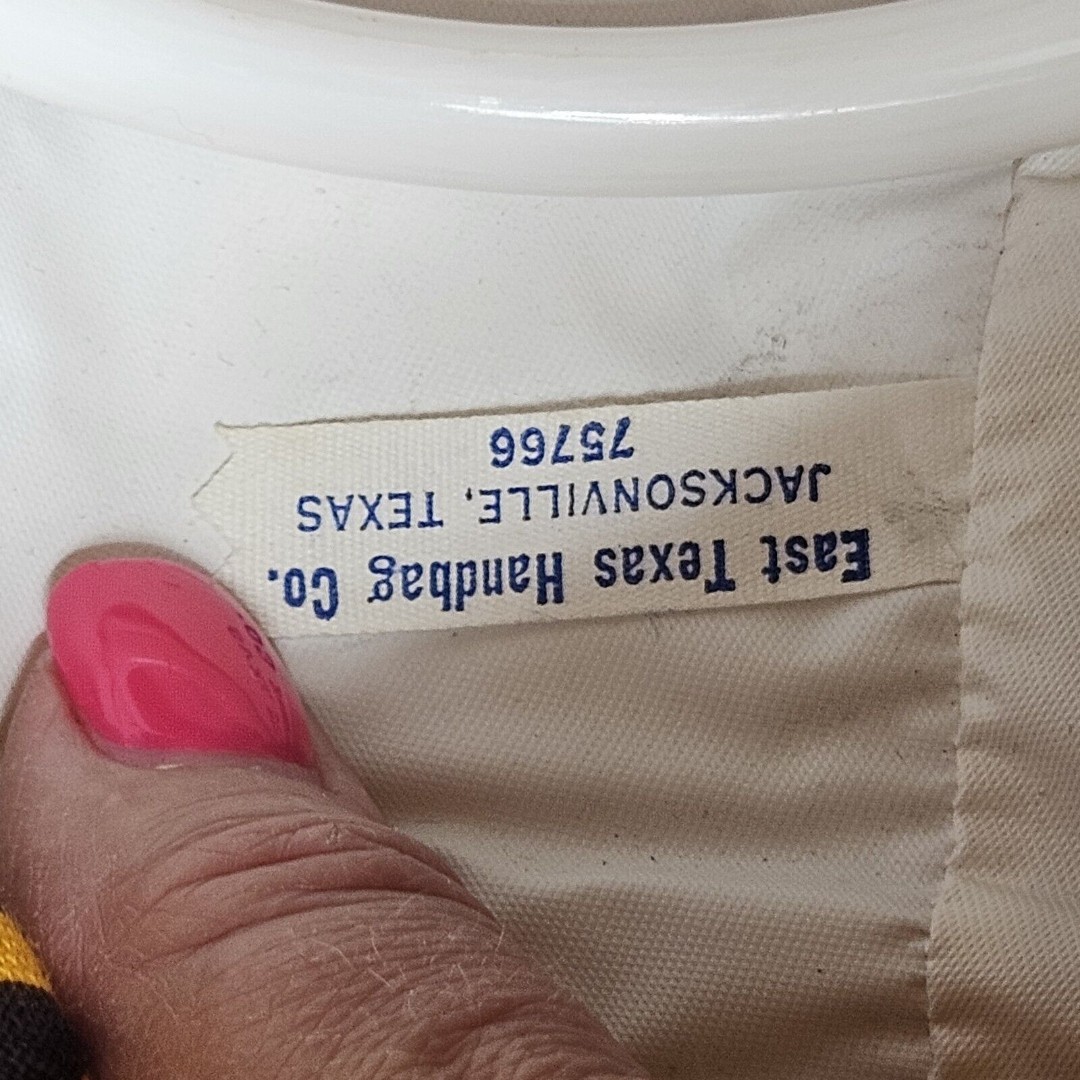 East Texas Handbag Co.
JACKSONVILLE, TEXAS
75766